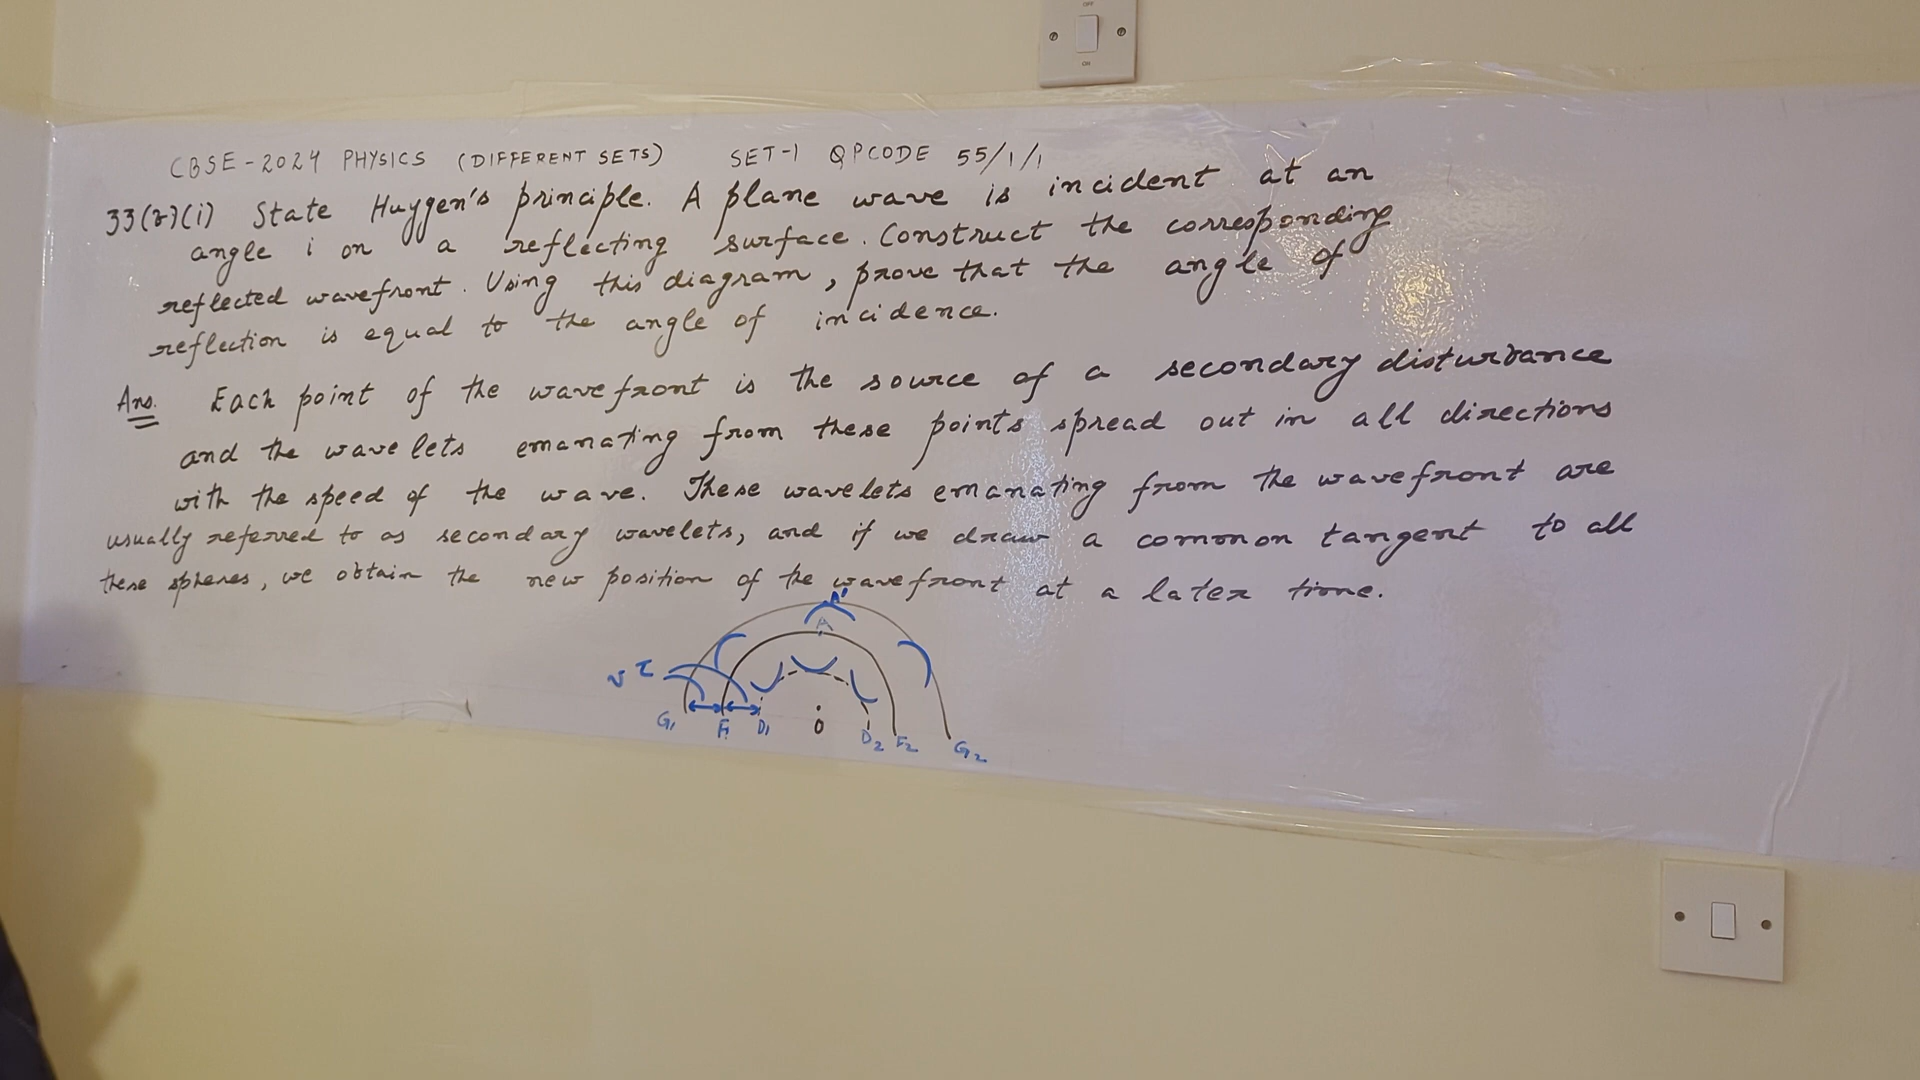 CBSE-2024 PHYSICS (DIFFERENT SETS) SET-1 QPCODE 55/1/1
33(b)(i) State Huygen's principle. A plane wave is incident at an
angle i on a reflecting surface. Construct the corresponding
reflected wavefront. Using this diagram, prove that the angle of
reflection is equal to the angle of incidence.
Ans. Each point of the wavefront is the source of a secondary disturbance
and the wavelets emanating from these points spread out in all directions
with the speed of the wave. These wavelets emanating from the wavefront are
usually referred to as secondary wavelets, and if we draw a common tangent to all
these spheres, we obtain the new position of the wavefront at a later time.
A'
A
vτ
G1 F1 D1 O D2 F2 G2
OFF
ON